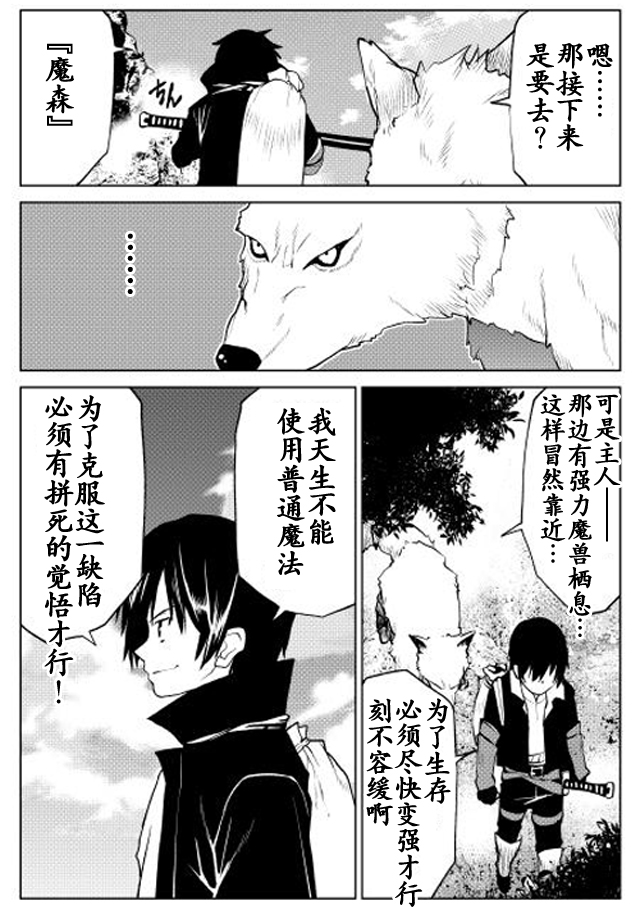 嗯……
那接下来
是要去？
『魔森』
ちん
……
可是主人——
那边有强力魔兽栖息…
这样冒然靠近…
为了生存
必须尽快变强才行
刻不容缓啊
我天生不能
使用普通魔法
为了克服这一缺陷
必须有拼死的觉悟才行！